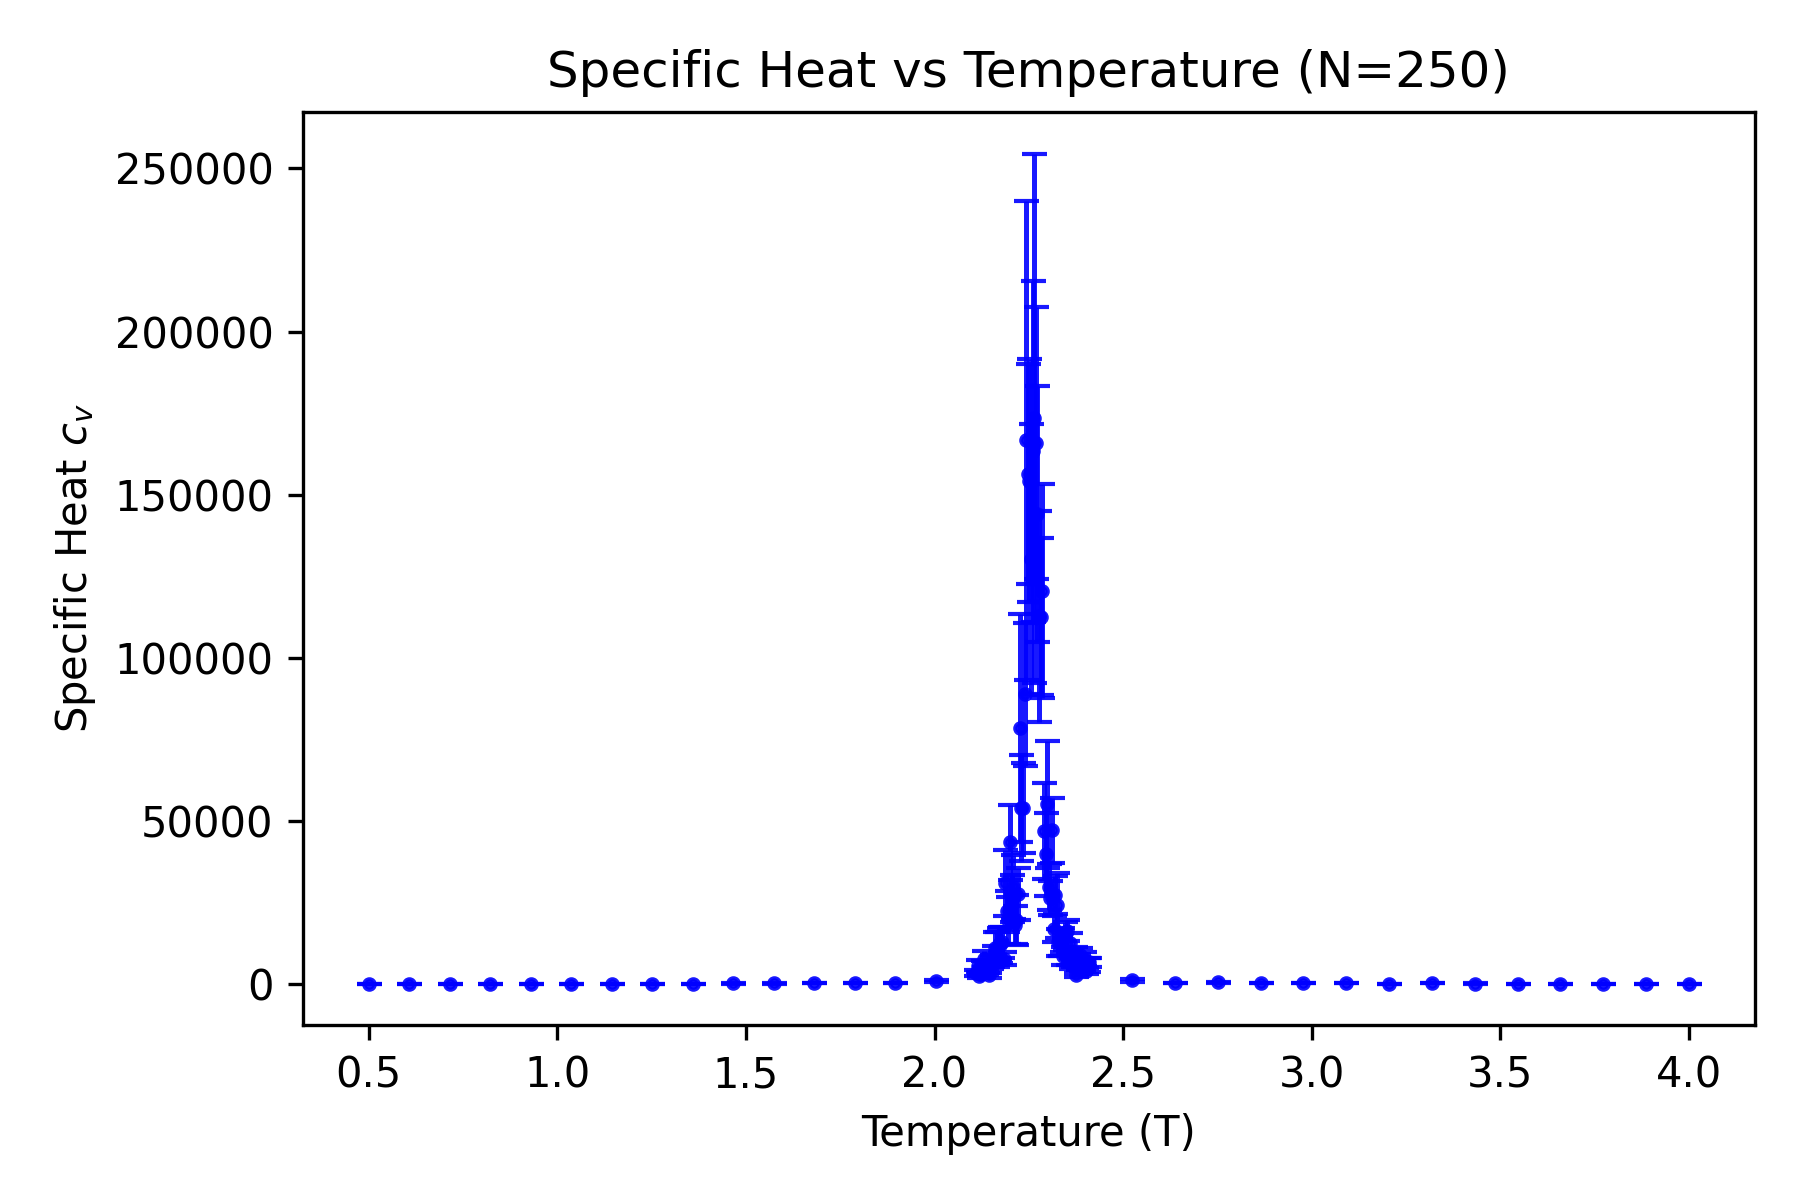 Specific Heat vs Temperature (N=250)
Specific Heat cᵥ
250000
200000
150000
100000
50000
0
0.5 1.0 1.5 2.0 2.5 3.0 3.5 4.0
Temperature (T)